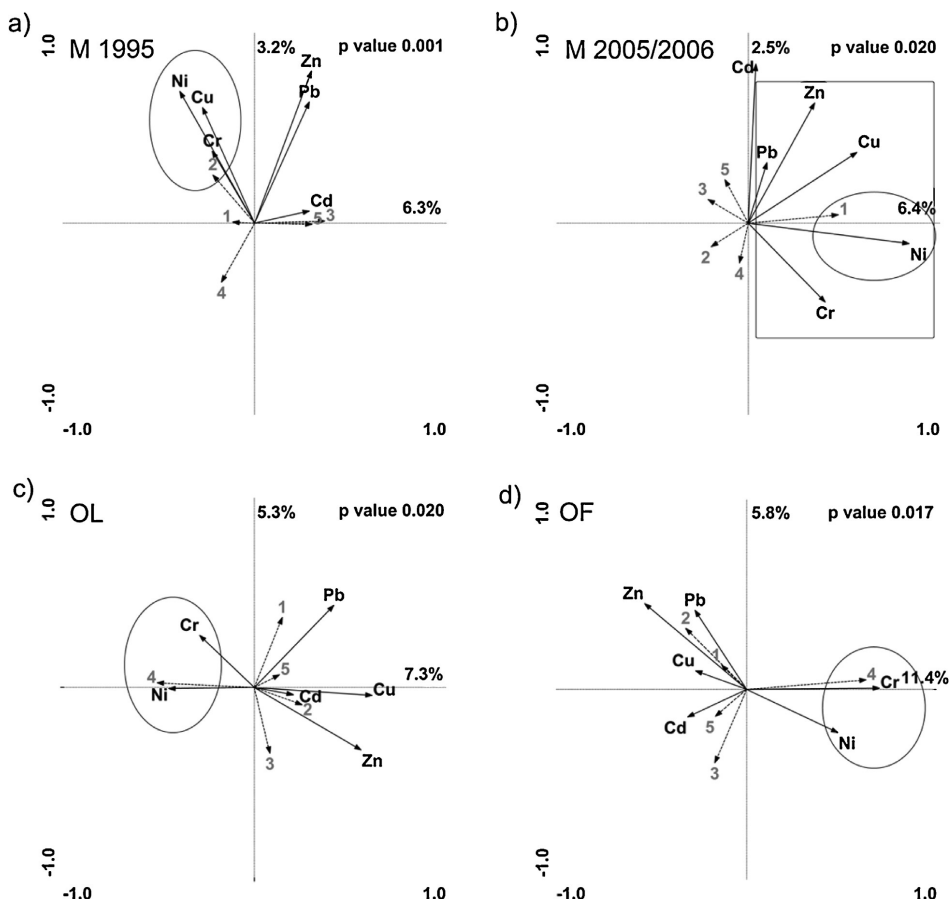 a)
M 1995
1.0
3.2%
p value 0.001
Zn
Ni
Cu
Pb
Cr
2
Cd
1
5
3
6.3%
4
-1.0
-1.0
1.0
b)
M 2005/2006
1.0
2.5%
p value 0.020
Cd
Zn
Cu
Pb
5
3
1
6.4%
2
4
Ni
Cr
-1.0
-1.0
1.0
c)
OL
1.0
5.3%
p value 0.020
Pb
1
Cr
5
7.3%
4
Ni
Cd
Cu
2
3
Zn
-1.0
-1.0
1.0
d)
OF
1.0
5.8%
p value 0.017
Zn
Pb
2
Cu
1
4
Cr
11.4%
Cd
5
Ni
3
-1.0
-1.0
1.0